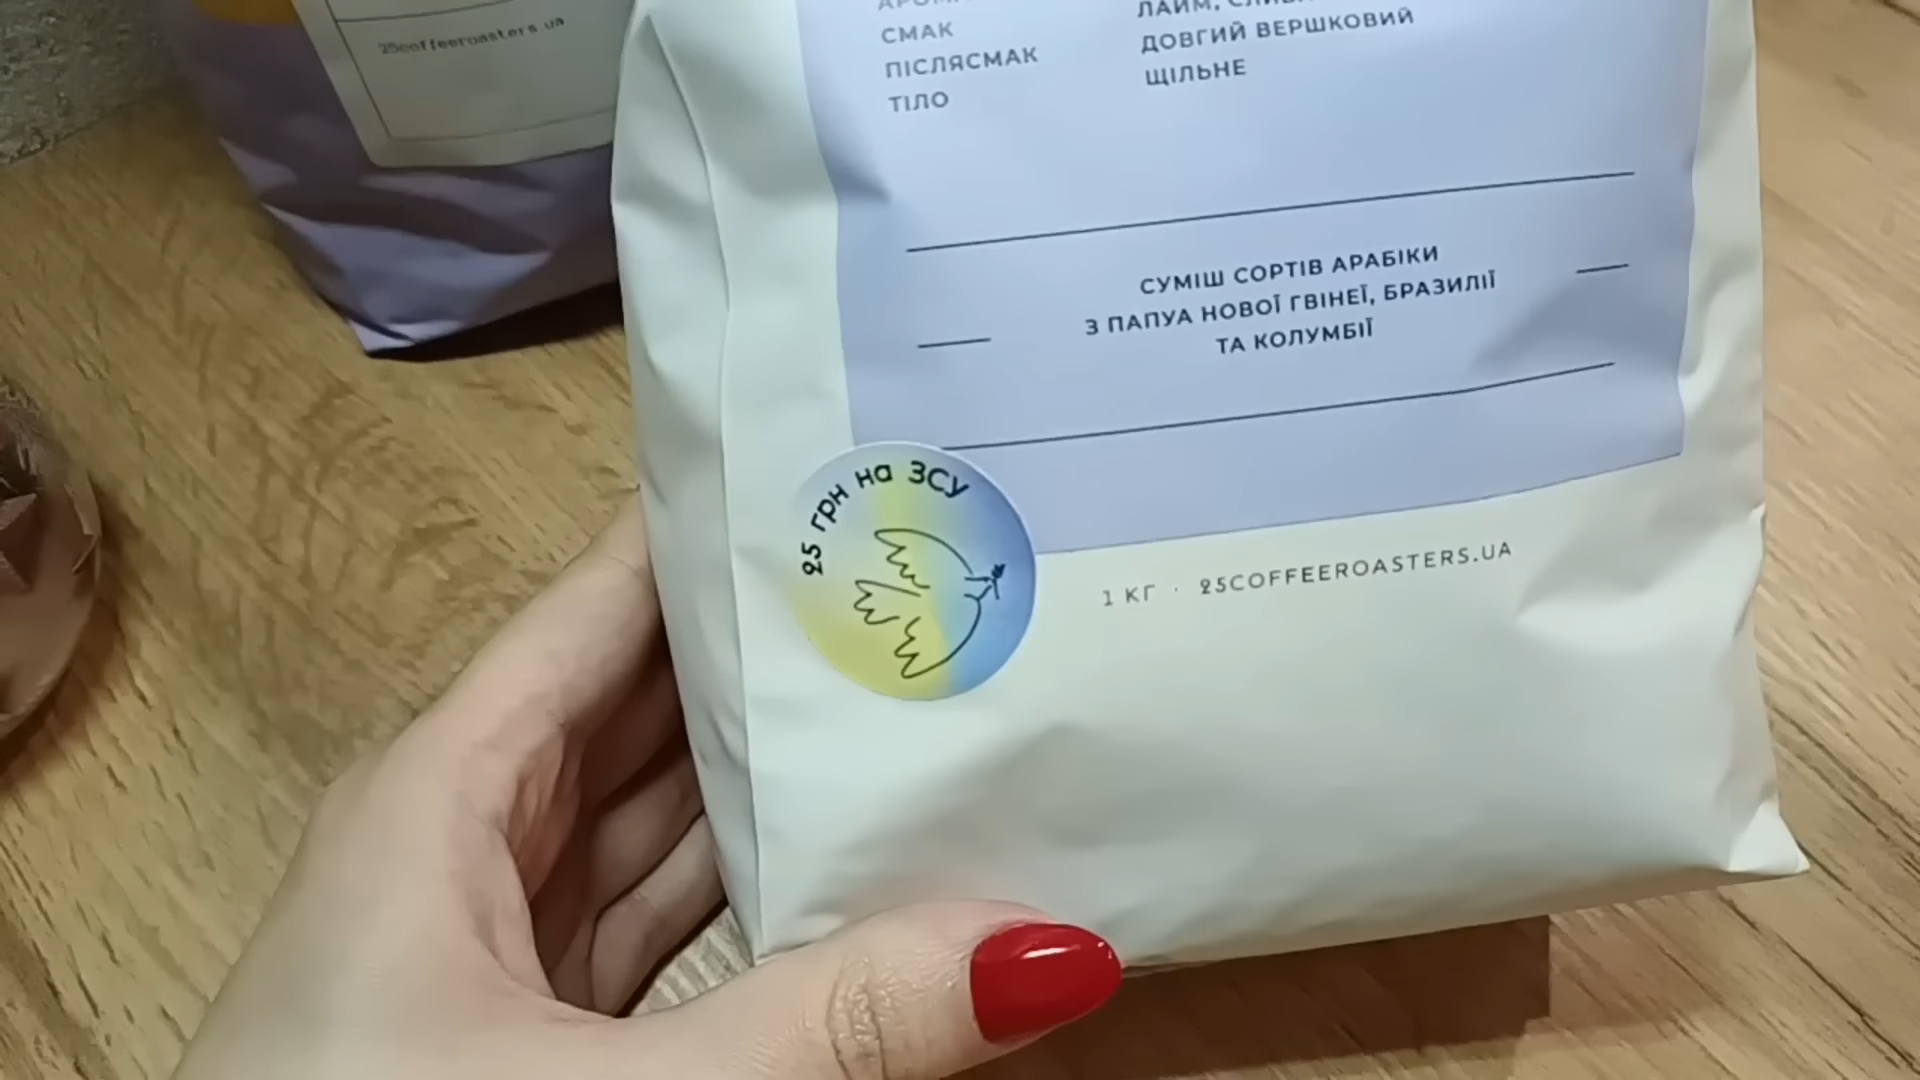 25coffeeroasters.ua
ЛАЙМ,
СМАК
ДОВГИЙ ВЕРШКОВИЙ
ПІСЛЯСМАК
ЩІЛЬНЕ
ТІЛО
СУМІШ СОРТІВ АРАБІКИ
З ПАПУА НОВОЇ ГВІНЕЇ, БРАЗИЛІЇ
ТА КОЛУМБІЇ
25 грн на ЗСУ
1 КГ · 25COFFEEROASTERS.UA